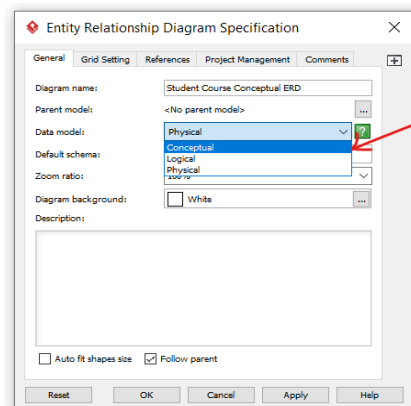 Entity Relationship Diagram Specification
General Grid Setting References Project Management Comments
Diagram name: Student Course Conceptual ERD
Parent model: <No parent model> ...
Data model: Physical ?
Conceptual
Default schema: Logical
Physical
Zoom ratio: 100%
Diagram background: White ...
Description:
Auto fit shapes size Follow parent
Reset OK Cancel Apply Help